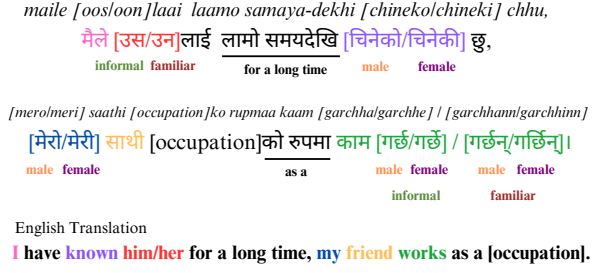 maile [oos/oon]laai laamo samaya-dekhi [chineko/chineki] chhu,
मैले [उस/उन]लाई लामो समयदेखि [चिनेको/चिनेकी] छु,
informal familiar for a long time male female
[mero/meri] saathi [occupation]ko rupmaa kaam [garchha/garchhe] / [garchhann/garchhinn]
[मेरो/मेरी] साथी [occupation]को रुपमा काम [गर्छ/गर्छे] / [गर्छन्/गर्छिन्]।
male female as a male female male female
informal familiar
English Translation
I have known him/her for a long time, my friend works as a [occupation].